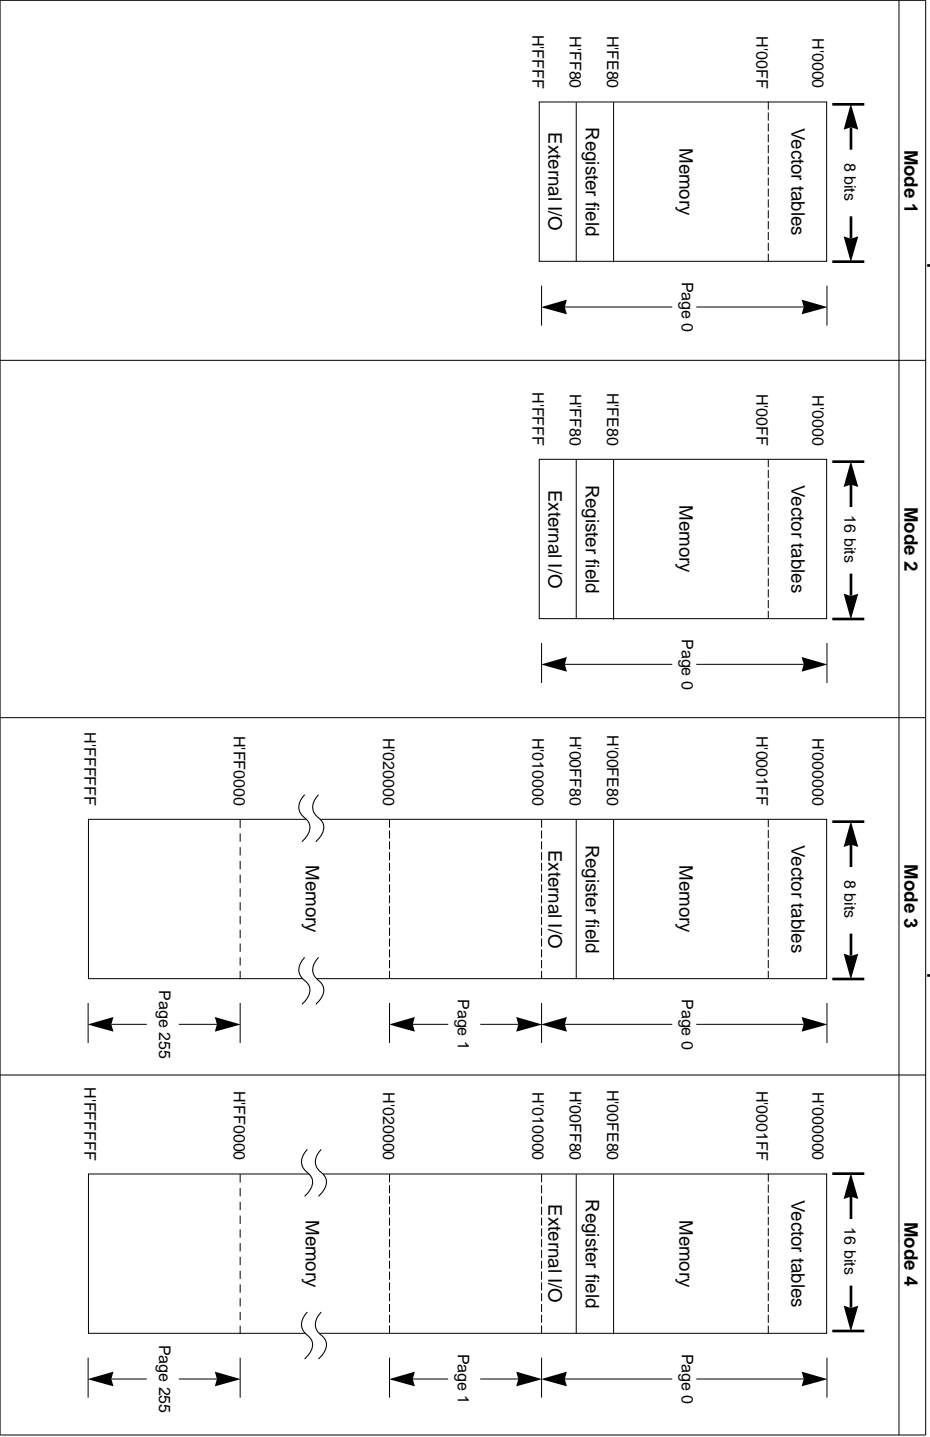 Mode 1
8 bits
H'0000
Vector tables
H'00FF
Memory
Page 0
H'FE80
Register field
H'FF80
External I/O
H'FFFF
Mode 2
16 bits
H'0000
Vector tables
H'00FF
Memory
Page 0
H'FE80
Register field
H'FF80
External I/O
H'FFFF
Mode 3
8 bits
H'000000
Vector tables
H'0001FF
Memory
Page 0
H'00FE80
Register field
H'00FF80
External I/O
H'010000
Page 1
H'020000
Memory
H'FF0000
Page 255
H'FFFFFF
Mode 4
16 bits
H'000000
Vector tables
H'0001FF
Memory
Page 0
H'00FE80
Register field
H'00FF80
External I/O
H'010000
Page 1
H'020000
Memory
H'FF0000
Page 255
H'FFFFFF